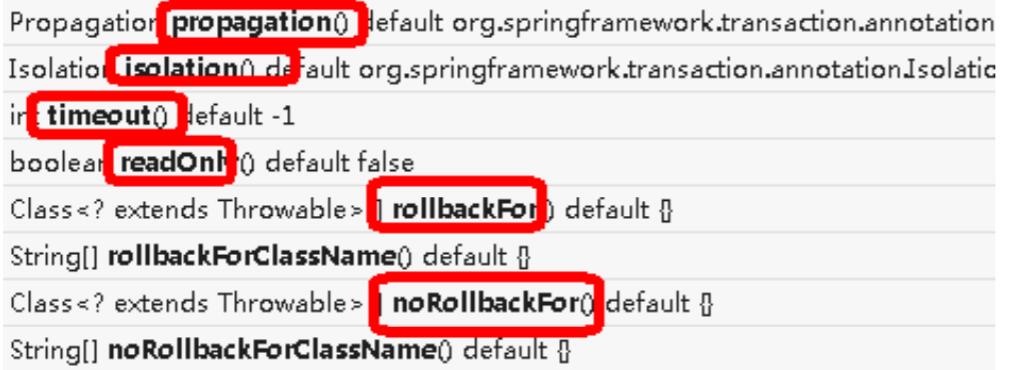 Propagation propagation() default org.springframework.transaction.annotation
Isolation isolation() default org.springframework.transaction.annotation.Isolatio
int timeout() default -1
boolean readOnly() default false
Class<? extends Throwable>[] rollbackFor() default {}
String[] rollbackForClassName() default {}
Class<? extends Throwable>[] noRollbackFor() default {}
String[] noRollbackForClassName() default {}